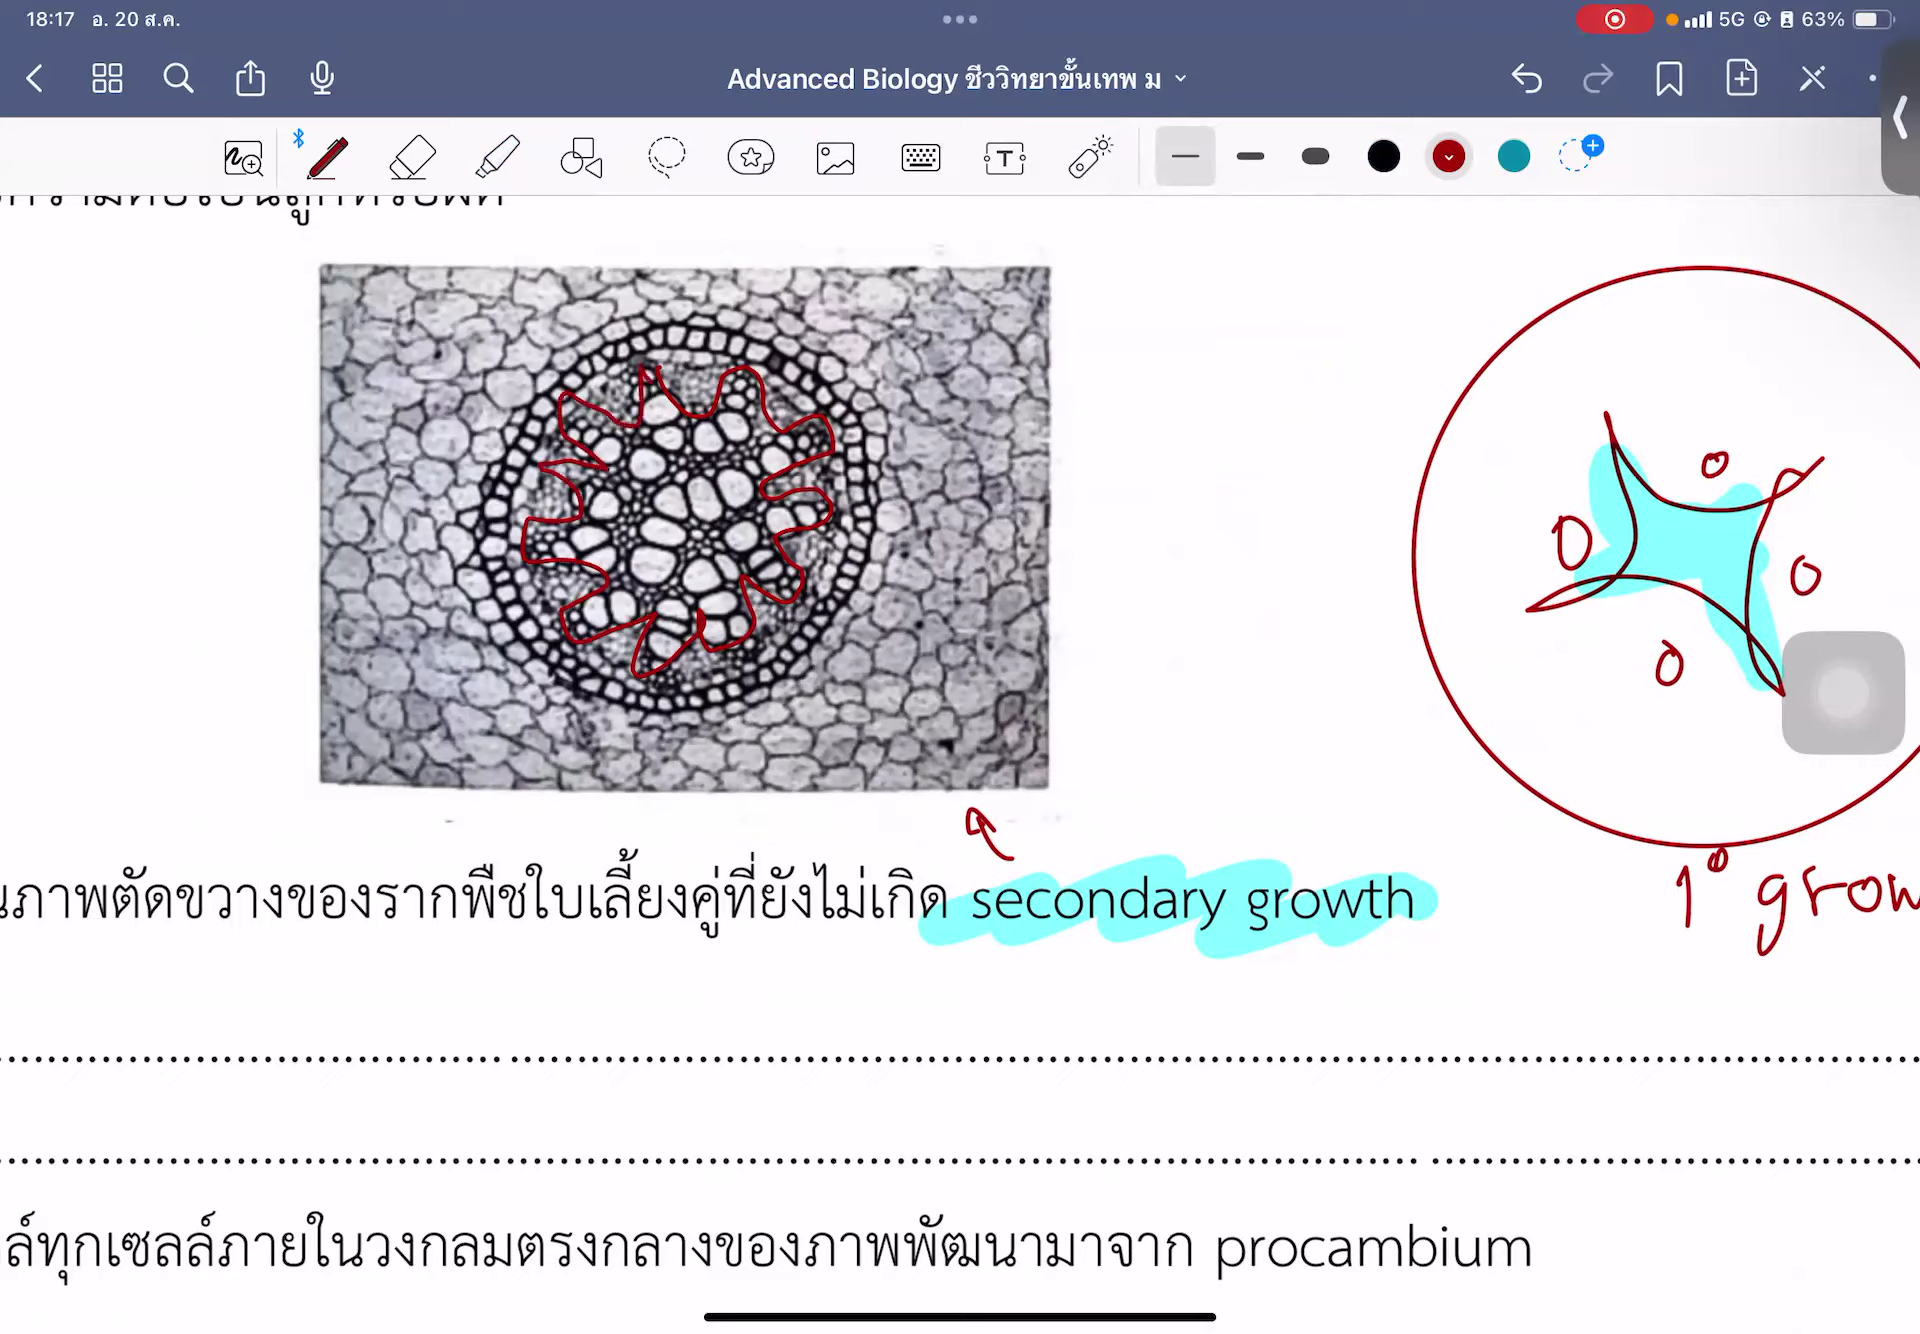 18:17 อ. 20 ส.ค.
5G 63%
Advanced Biology ชีววิทยาขั้นเทพ ม
T
1° grow
ภาพตัดขวางของรากพืชใบเลี้ยงคู่ที่ยังไม่เกิด secondary growth
ล์ทุกเซลล์ภายในวงกลมตรงกลางของภาพพัฒนามาจาก procambium